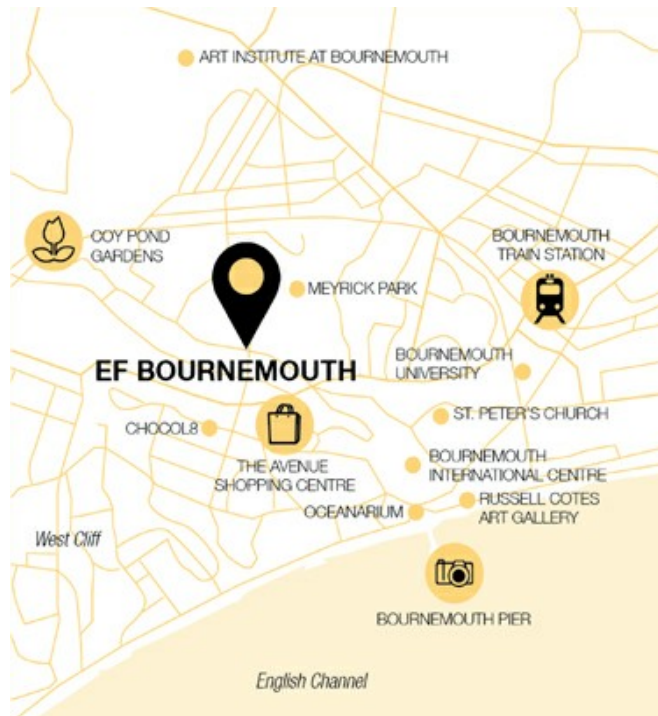 ART INSTITUTE AT BOURNEMOUTH
COY POND
GARDENS
BOURNEMOUTH
TRAIN STATION
MEYRICK PARK
EF BOURNEMOUTH
BOURNEMOUTH
UNIVERSITY
CHOCOL8
ST. PETER'S CHURCH
THE AVENUE
SHOPPING CENTRE
BOURNEMOUTH
INTERNATIONAL CENTRE
OCEANARIUM
RUSSELL COTES
ART GALLERY
West Cliff
BOURNEMOUTH PIER
English Channel